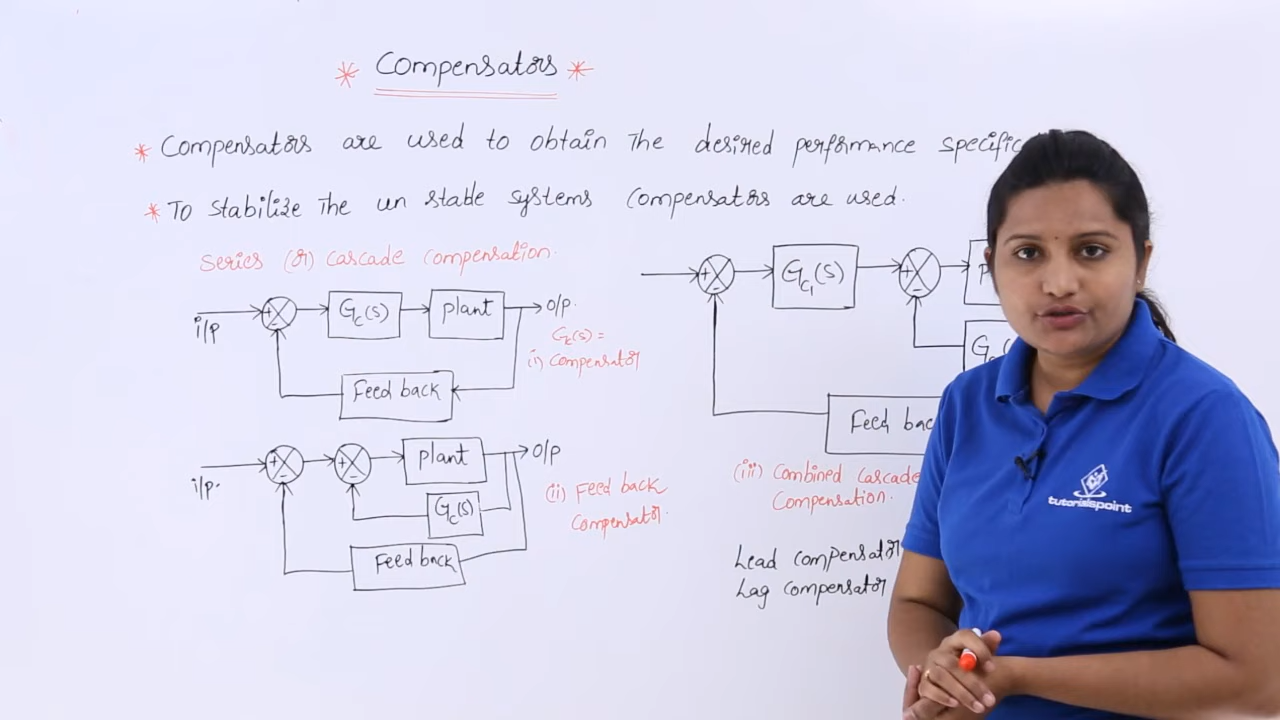 * Compensators *
* Compensators are used to obtain the desired performance specific
* To stabilize the un stable systems compensators are used.
Series (or) cascade compensation.
i/p
+
-
Gc(s)
plant
o/p.
Gc(s) =
(i) Compensator
Feed back
i/p.
+
-
+
-
plant
o/p
Gc(s)
Feed back
(ii) Feed back
Compensator.
+
-
Gc1(s)
+
-
Feed bac
(iii) Combined Cascade
Compensation.
Lead compensator
Lag compensator
tutorialspoint